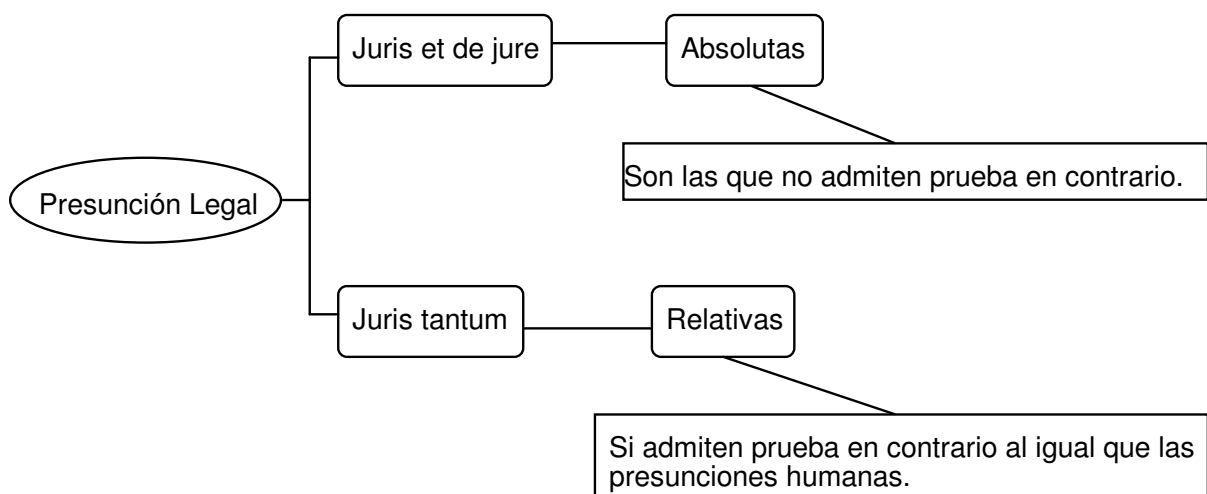 Juris et de jure
Absolutas
Son las que no admiten prueba en contrario.
Presunción Legal
Juris tantum
Relativas
Si admiten prueba en contrario al igual que las
presunciones humanas.